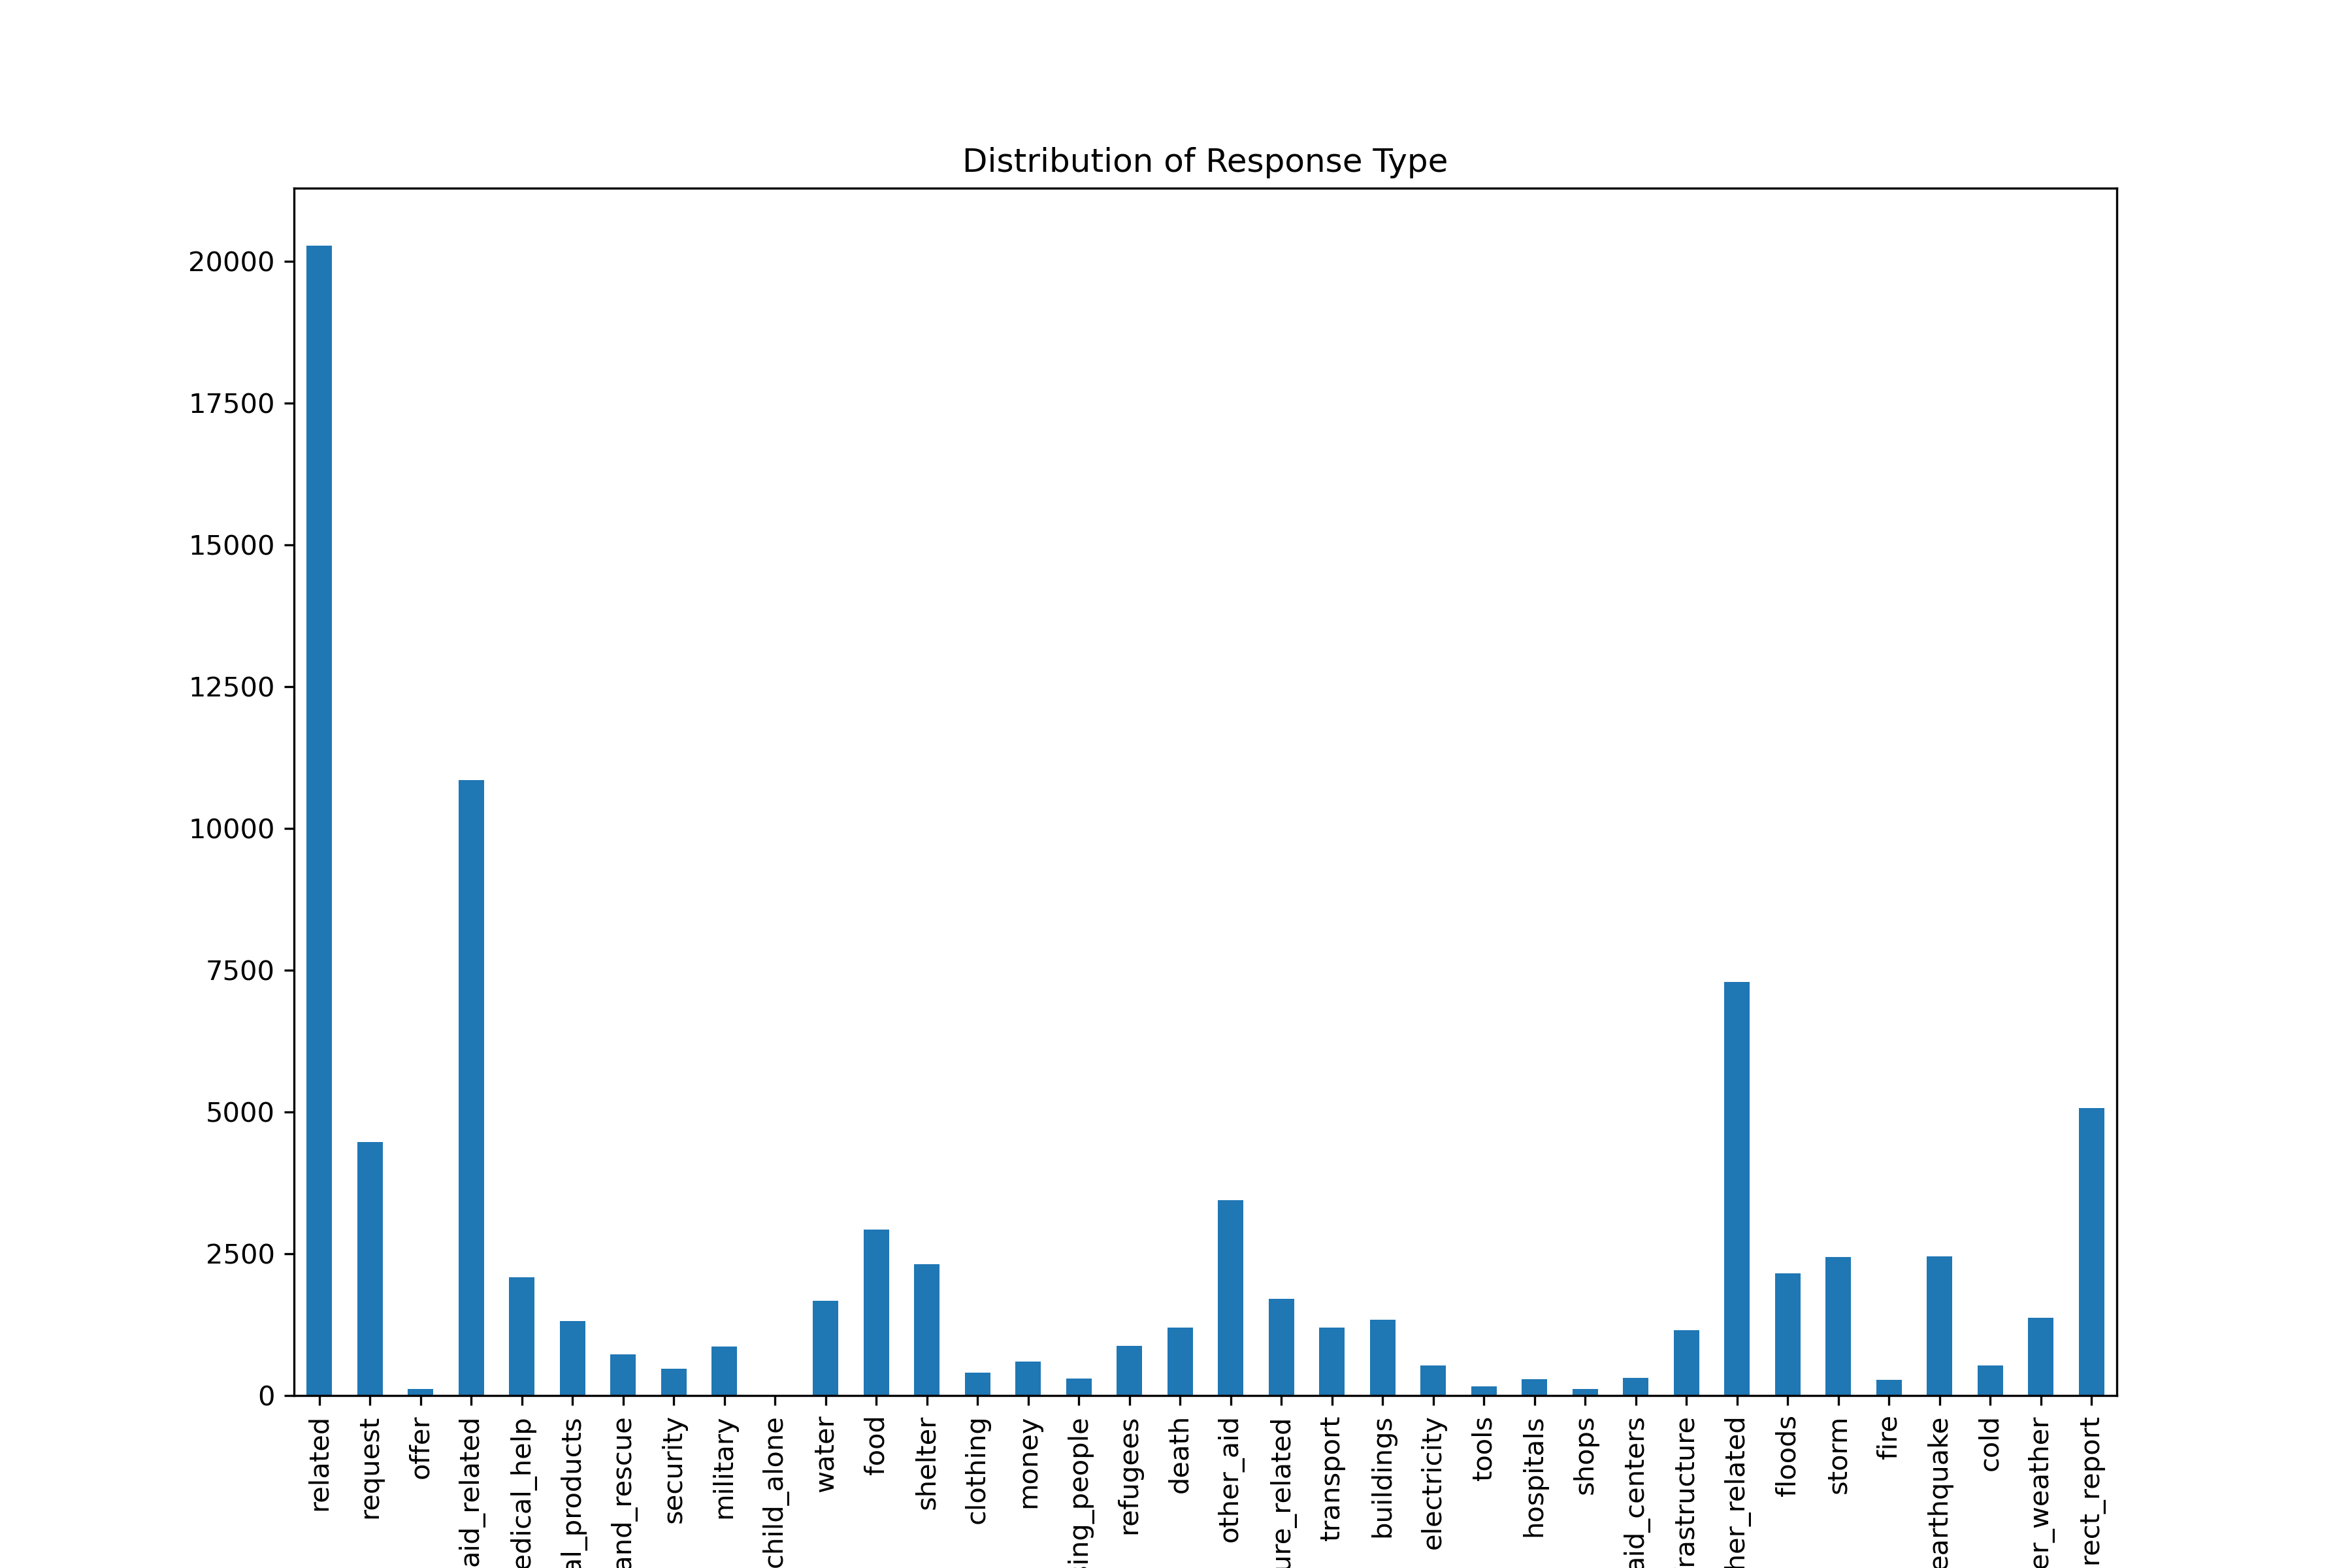 Distribution of Response Type
20000
17500
15000
12500
10000
7500
5000
2500
0
related
request
offer
aid_related
edical_help
al_products
and_rescue
security
military
child_alone
water
food
shelter
clothing
money
ing_people
refugees
death
other_aid
ure_related
transport
buildings
electricity
tools
hospitals
shops
aid_centers
rastructure
her_related
floods
storm
fire
earthquake
cold
er_weather
rect_report